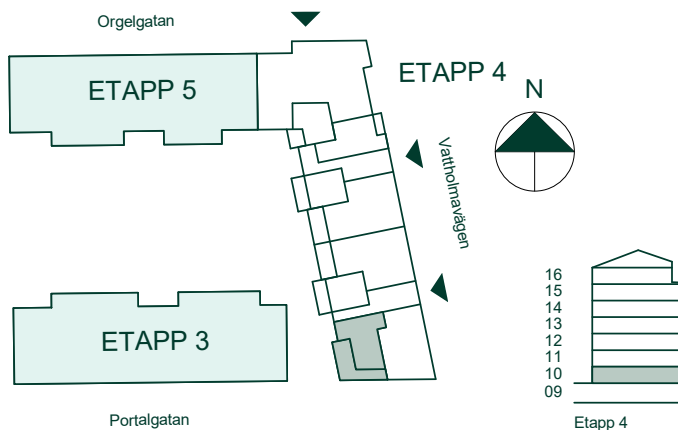 Orgelgatan
ETAPP 5
ETAPP 4
N
Vattholmavägen
ETAPP 3
Portalgatan
16
15
14
13
12
11
10
09
Etapp 4